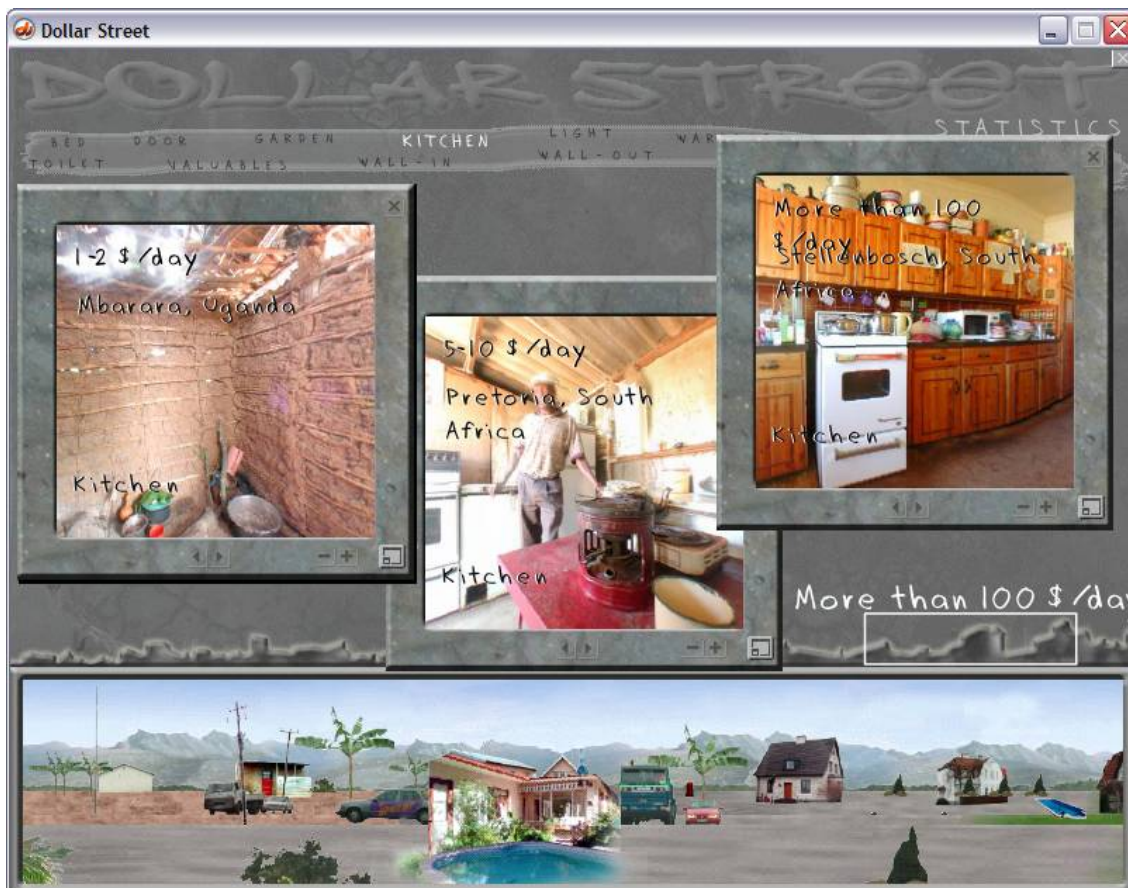 Dollar Street
DOLLAR STREET
STATISTICS
BED DOOR GARDEN KITCHEN LIGHT WAR
TOILET VALUABLES WALL-IN WALL-OUT
1-2 $/day
Mbarara, Uganda
Kitchen
5-10 $/day
Pretoria, South
Africa
Kitchen
More than 100
$/day
Stellenbosch, South
Africa
Kitchen
More than 100 $/day